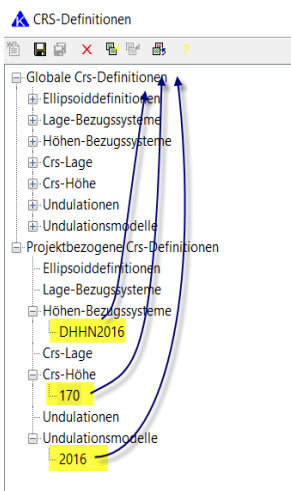 CRS-Definitionen
?
Globale Crs-Definitionen
Ellipsoiddefinitionen
Lage-Bezugssysteme
Höhen-Bezugssysteme
Crs-Lage
Crs-Höhe
Undulationen
Undulationsmodelle
Projektbezogene Crs-Definitionen
Ellipsoiddefinitionen
Lage-Bezugssysteme
Höhen-Bezugssysteme
DHHN2016
Crs-Lage
Crs-Höhe
170
Undulationen
Undulationsmodelle
2016